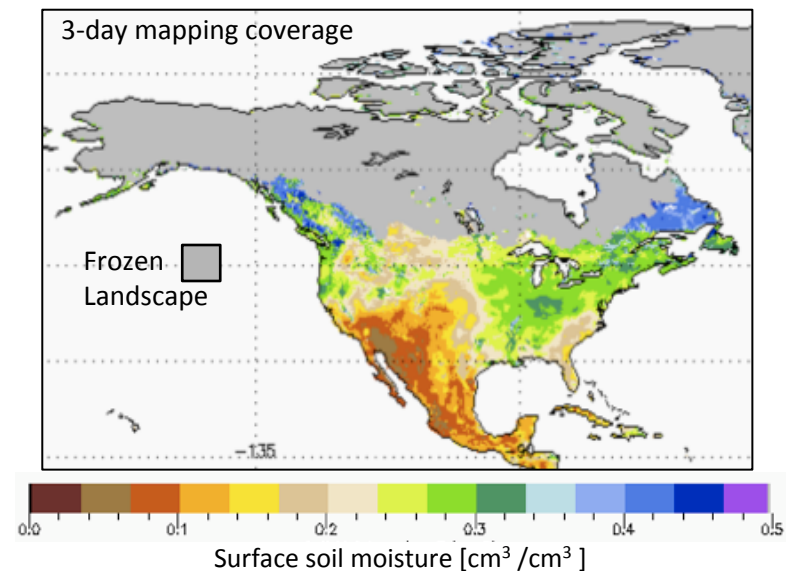 3-day mapping coverage
Frozen
Landscape
-135
0.0 0.1 0.2 0.3 0.4 0.5
Surface soil moisture [cm³ /cm³ ]